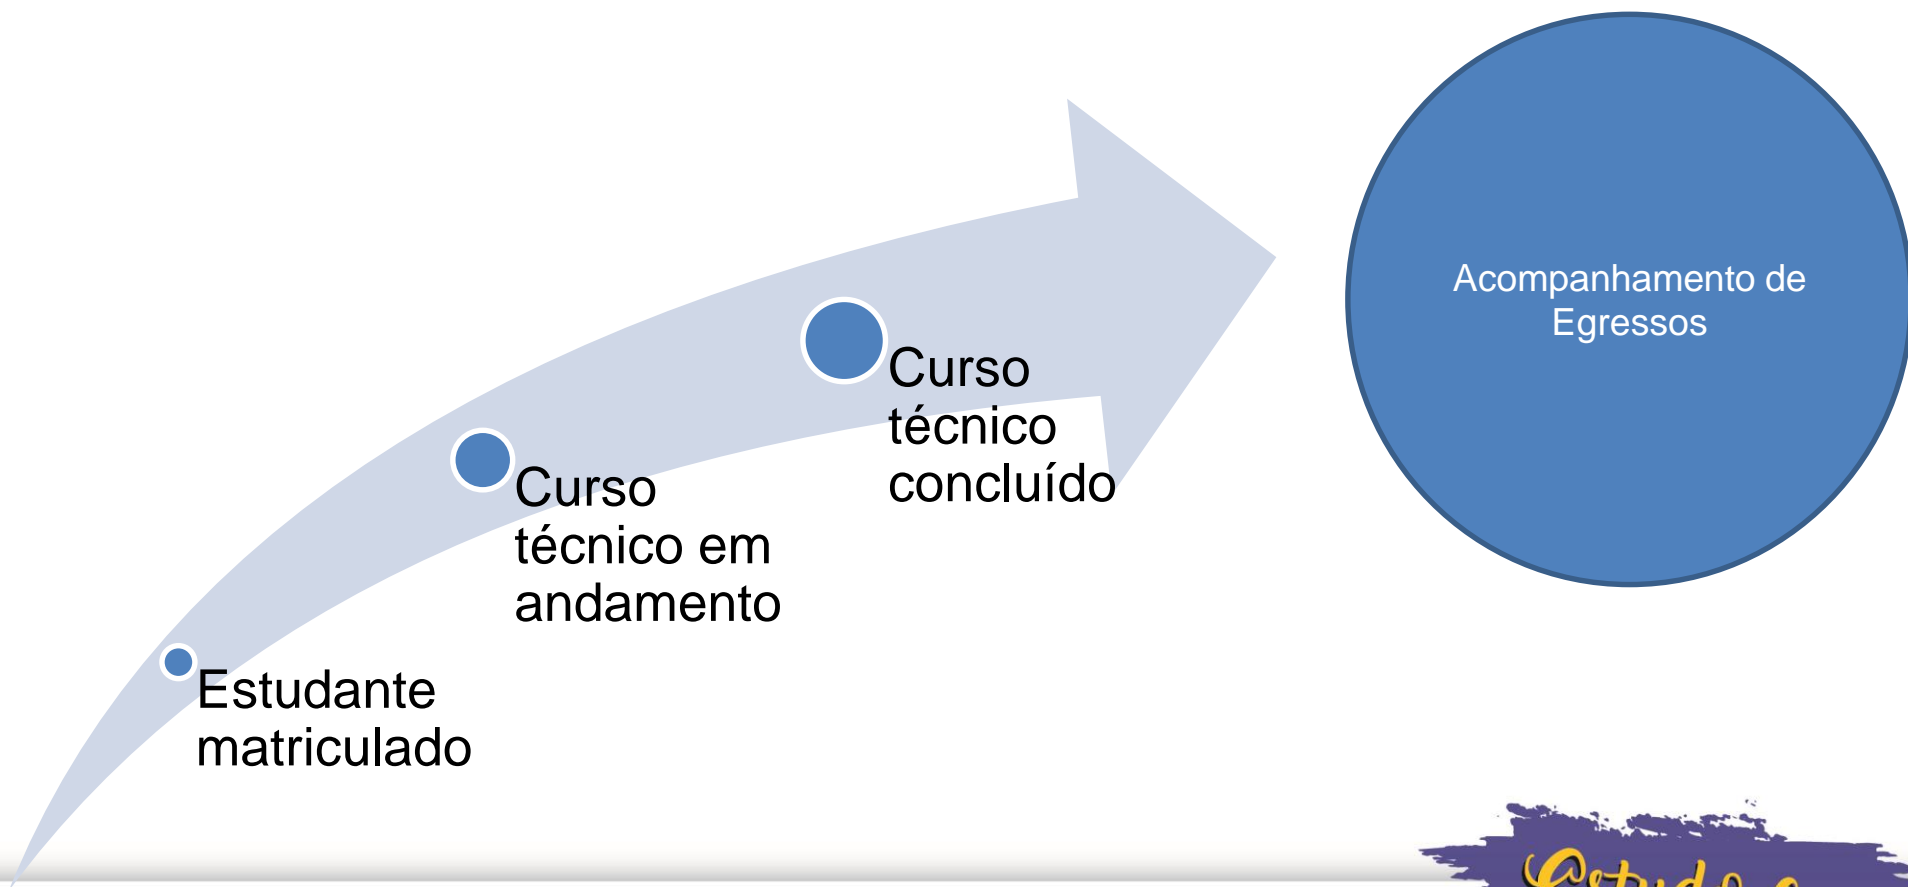 Estudante
matriculado
Curso
técnico em
andamento
Curso
técnico
concluído
Acompanhamento de
Egressos